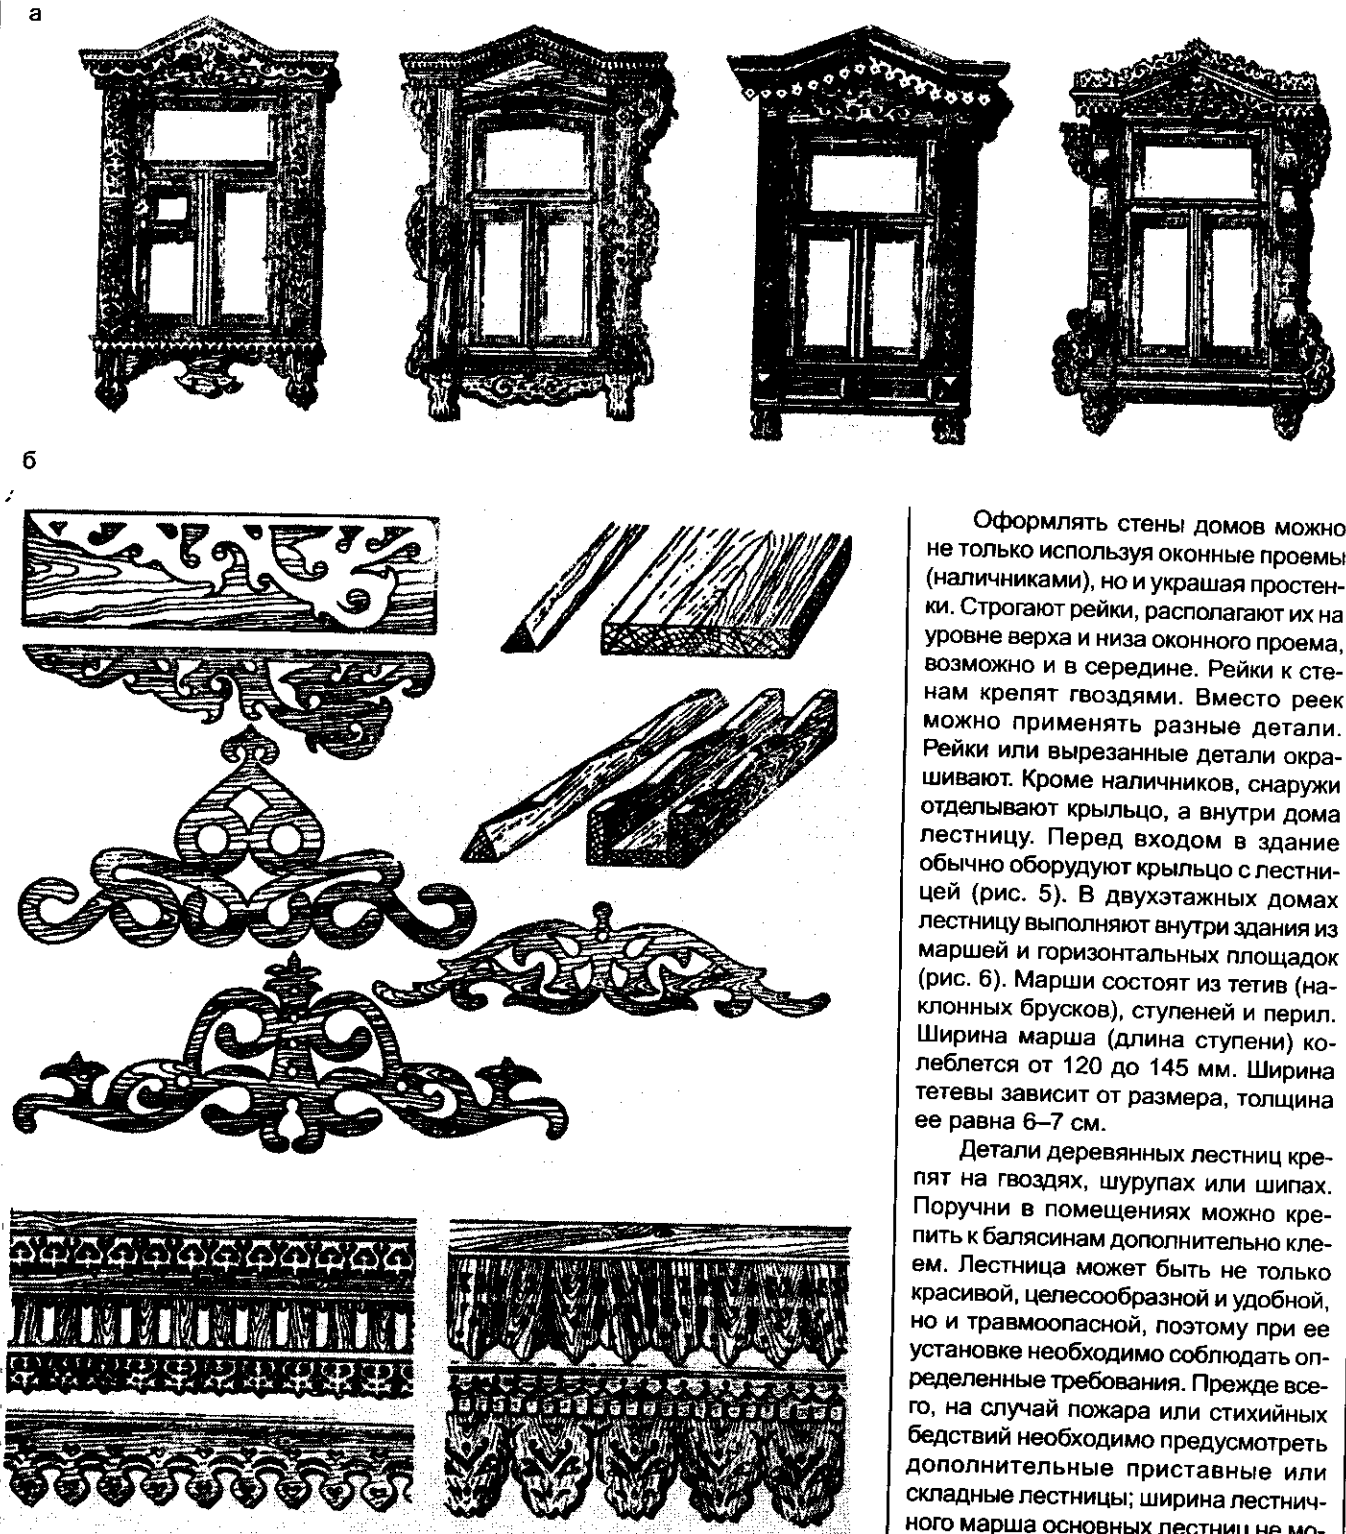 а
б
Оформлять стены домов можно
не только используя оконные проемы
(наличниками), но и украшая простен-
ки. Строгают рейки, располагают их на
уровне верха и низа оконного проема,
возможно и в середине. Рейки к сте-
нам крепят гвоздями. Вместо реек
можно применять разные детали.
Рейки или вырезанные детали окра-
шивают. Кроме наличников, снаружи
отделывают крыльцо, а внутри дома
лестницу. Перед входом в здание
обычно оборудуют крыльцо с лестни-
цей (рис. 5). В двухэтажных домах
лестницу выполняют внутри здания из
маршей и горизонтальных площадок
(рис. 6). Марши состоят из тетив (на-
клонных брусков), ступеней и перил.
Ширина марша (длина ступени) ко-
леблется от 120 до 145 мм. Ширина
тетевы зависит от размера, толщина
ее равна 6–7 см.
Детали деревянных лестниц кре-
пят на гвоздях, шурупах или шипах.
Поручни в помещениях можно кре-
пить к балясинам дополнительно кле-
ем. Лестница может быть не только
красивой, целесообразной и удобной,
но и травмоопасной, поэтому при ее
установке необходимо соблюдать оп-
ределенные требования. Прежде все-
го, на случай пожара или стихийных
бедствий необходимо предусмотреть
дополнительные приставные или
складные лестницы; ширина лестнич-
ного марша основных лестниц не мо-